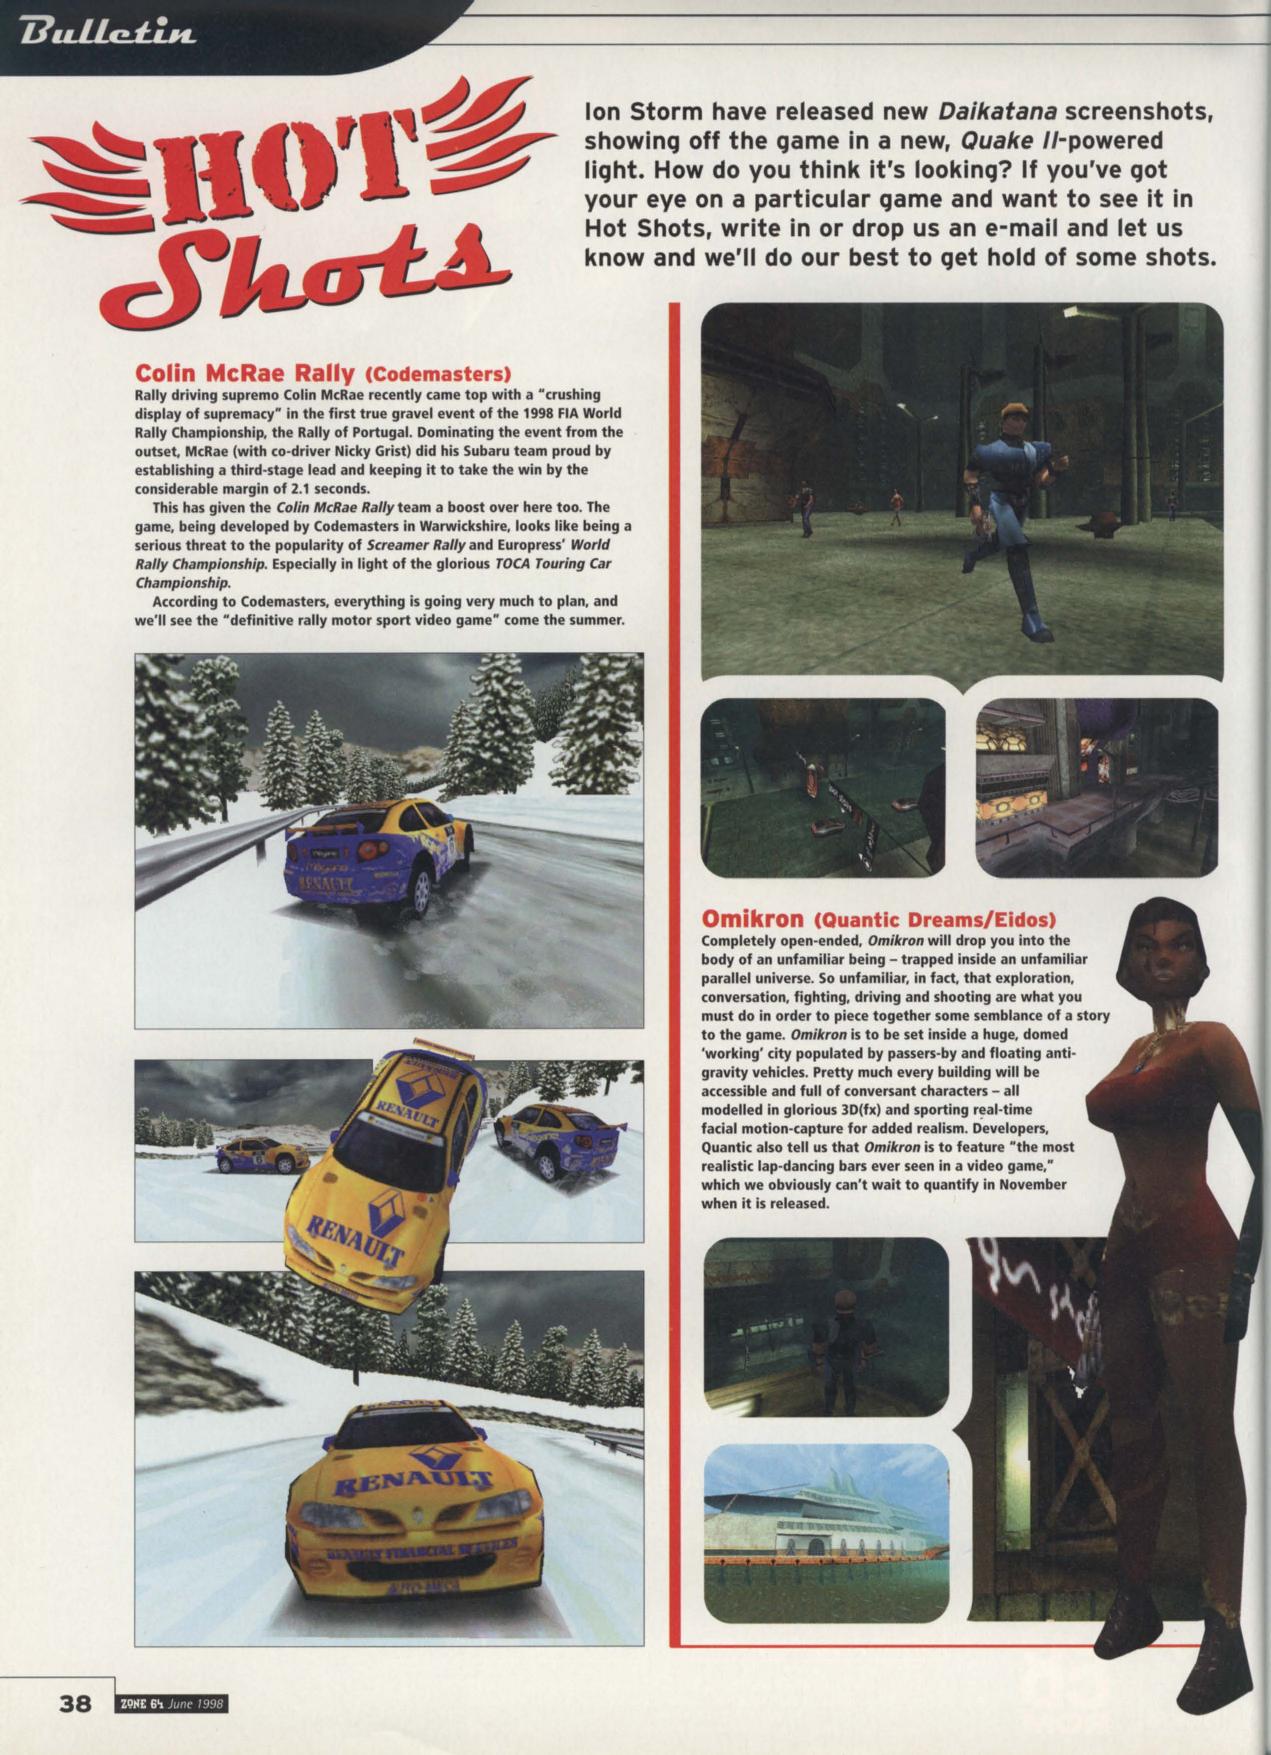 Bulletin
HOT
Shots
Ion Storm have released new Daikatana screenshots,
showing off the game in a new, Quake II-powered
light. How do you think it's looking? If you've got
your eye on a particular game and want to see it in
Hot Shots, write in or drop us an e-mail and let us
know and we'll do our best to get hold of some shots.
Colin McRae Rally (Codemasters)
Rally driving supremo Colin McRae recently came top with a "crushing
display of supremacy" in the first true gravel event of the 1998 FIA World
Rally Championship, the Rally of Portugal. Dominating the event from the
outset, McRae (with co-driver Nicky Grist) did his Subaru team proud by
establishing a third-stage lead and keeping it to take the win by the
considerable margin of 2.1 seconds.
This has given the Colin McRae Rally team a boost over here too. The
game, being developed by Codemasters in Warwickshire, looks like being a
serious threat to the popularity of Screamer Rally and Europress' World
Rally Championship. Especially in light of the glorious TOCA Touring Car
Championship.
According to Codemasters, everything is going very much to plan, and
we'll see the "definitive rally motor sport video game" come the summer.
RENAULT
RENAULT
RENAULT
RENAULT
RENAULT FINANCIAL SERVICES
Omikron (Quantic Dreams/Eidos)
Completely open-ended, Omikron will drop you into the
body of an unfamiliar being – trapped inside an unfamiliar
parallel universe. So unfamiliar, in fact, that exploration,
conversation, fighting, driving and shooting are what you
must do in order to piece together some semblance of a story
to the game. Omikron is to be set inside a huge, domed
'working' city populated by passers-by and floating anti-
gravity vehicles. Pretty much every building will be
accessible and full of conversant characters – all
modelled in glorious 3D(fx) and sporting real-time
facial motion-capture for added realism. Developers,
Quantic also tell us that Omikron is to feature "the most
realistic lap-dancing bars ever seen in a video game,"
which we obviously can't wait to quantify in November
when it is released.
38
ZONE 64 June 1998